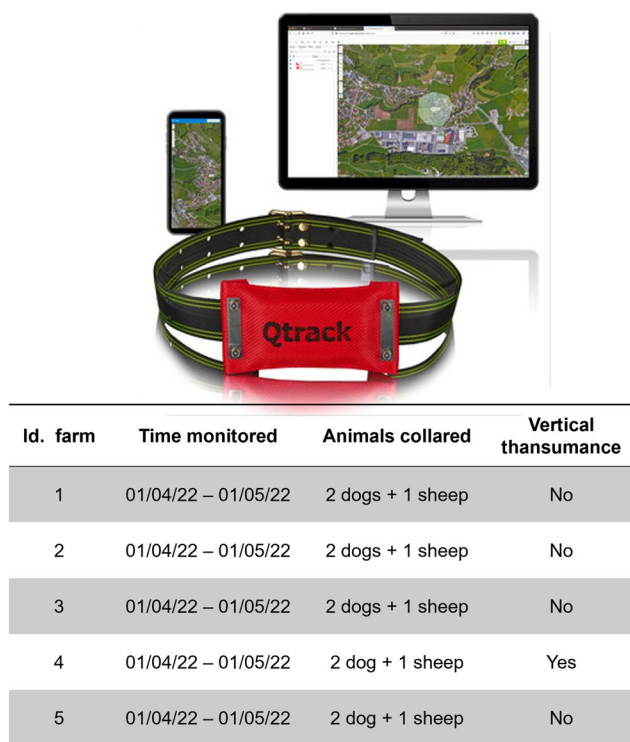 Qtrack
Id. farm Time monitored Animals collared Vertical thansumance
1 01/04/22 – 01/05/22 2 dogs + 1 sheep No
2 01/04/22 – 01/05/22 2 dogs + 1 sheep No
3 01/04/22 – 01/05/22 2 dogs + 1 sheep No
4 01/04/22 – 01/05/22 2 dog + 1 sheep Yes
5 01/04/22 – 01/05/22 2 dog + 1 sheep No